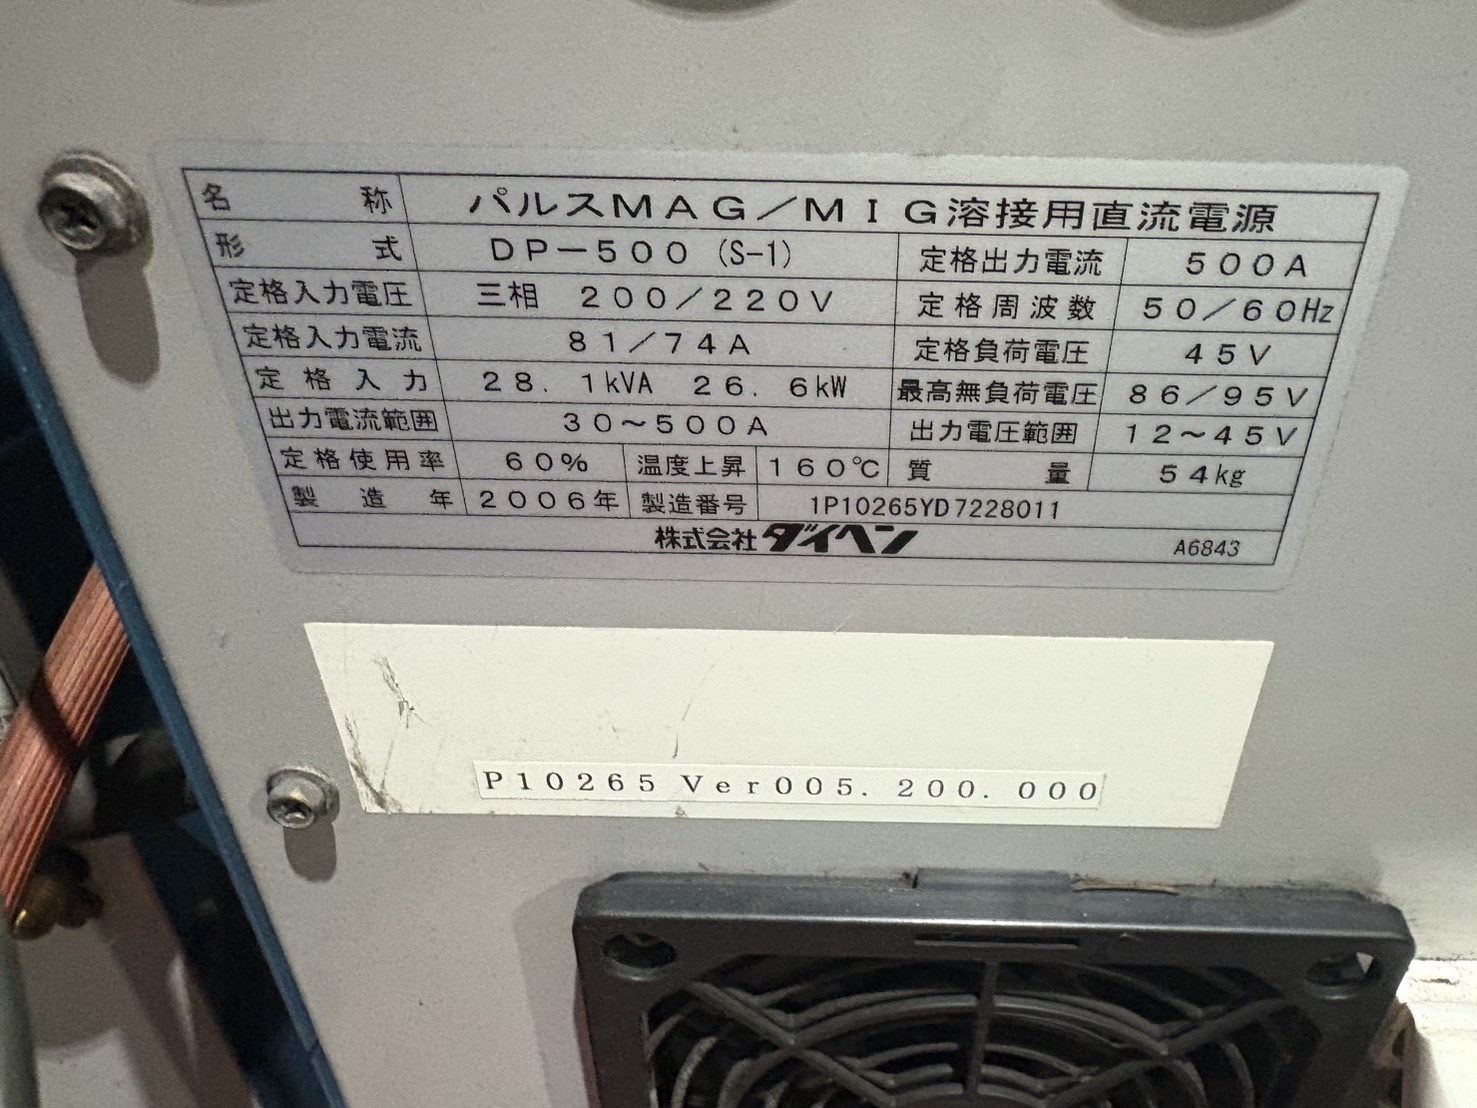 名称 パルスMAG/MIG溶接用直流電源
形式 DP-500 (S-1) 定格出力電流 500A
定格入力電圧 三相 200/220V 定格周波数 50/60Hz
定格入力電流 81/74A 定格負荷電圧 45V
定格入力 28.1kVA 26.6kW 最高無負荷電圧 86/95V
出力電流範囲 30~500A 出力電圧範囲 12~45V
定格使用率 60% 温度上昇 160℃ 質量 54kg
製造年 2006年 製造番号 1P10265YD7228011
株式会社ダイヘン A6843
P10265 Ver005.200.000